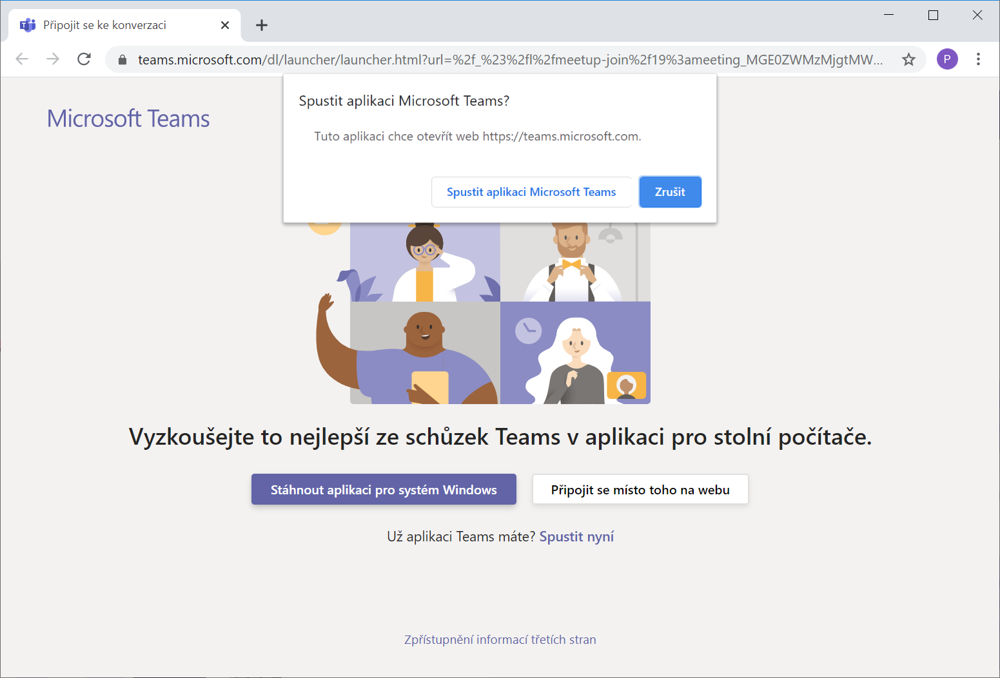 Připojit se ke konverzaci
teams.microsoft.com/dl/launcher/launcher.html?url=%2f_%23%2fl%2fmeetup-join%2f19%3ameeting_MGE0ZWMzMjgtMW...
P
Microsoft Teams
Spustit aplikaci Microsoft Teams?
Tuto aplikaci chce otevřít web https://teams.microsoft.com.
Spustit aplikaci Microsoft Teams
Zrušit
Vyzkoušejte to nejlepší ze schůzek Teams v aplikaci pro stolní počítače.
Stáhnout aplikaci pro systém Windows
Připojit se místo toho na webu
Už aplikaci Teams máte? Spustit nyní
Zpřístupnění informací třetích stran